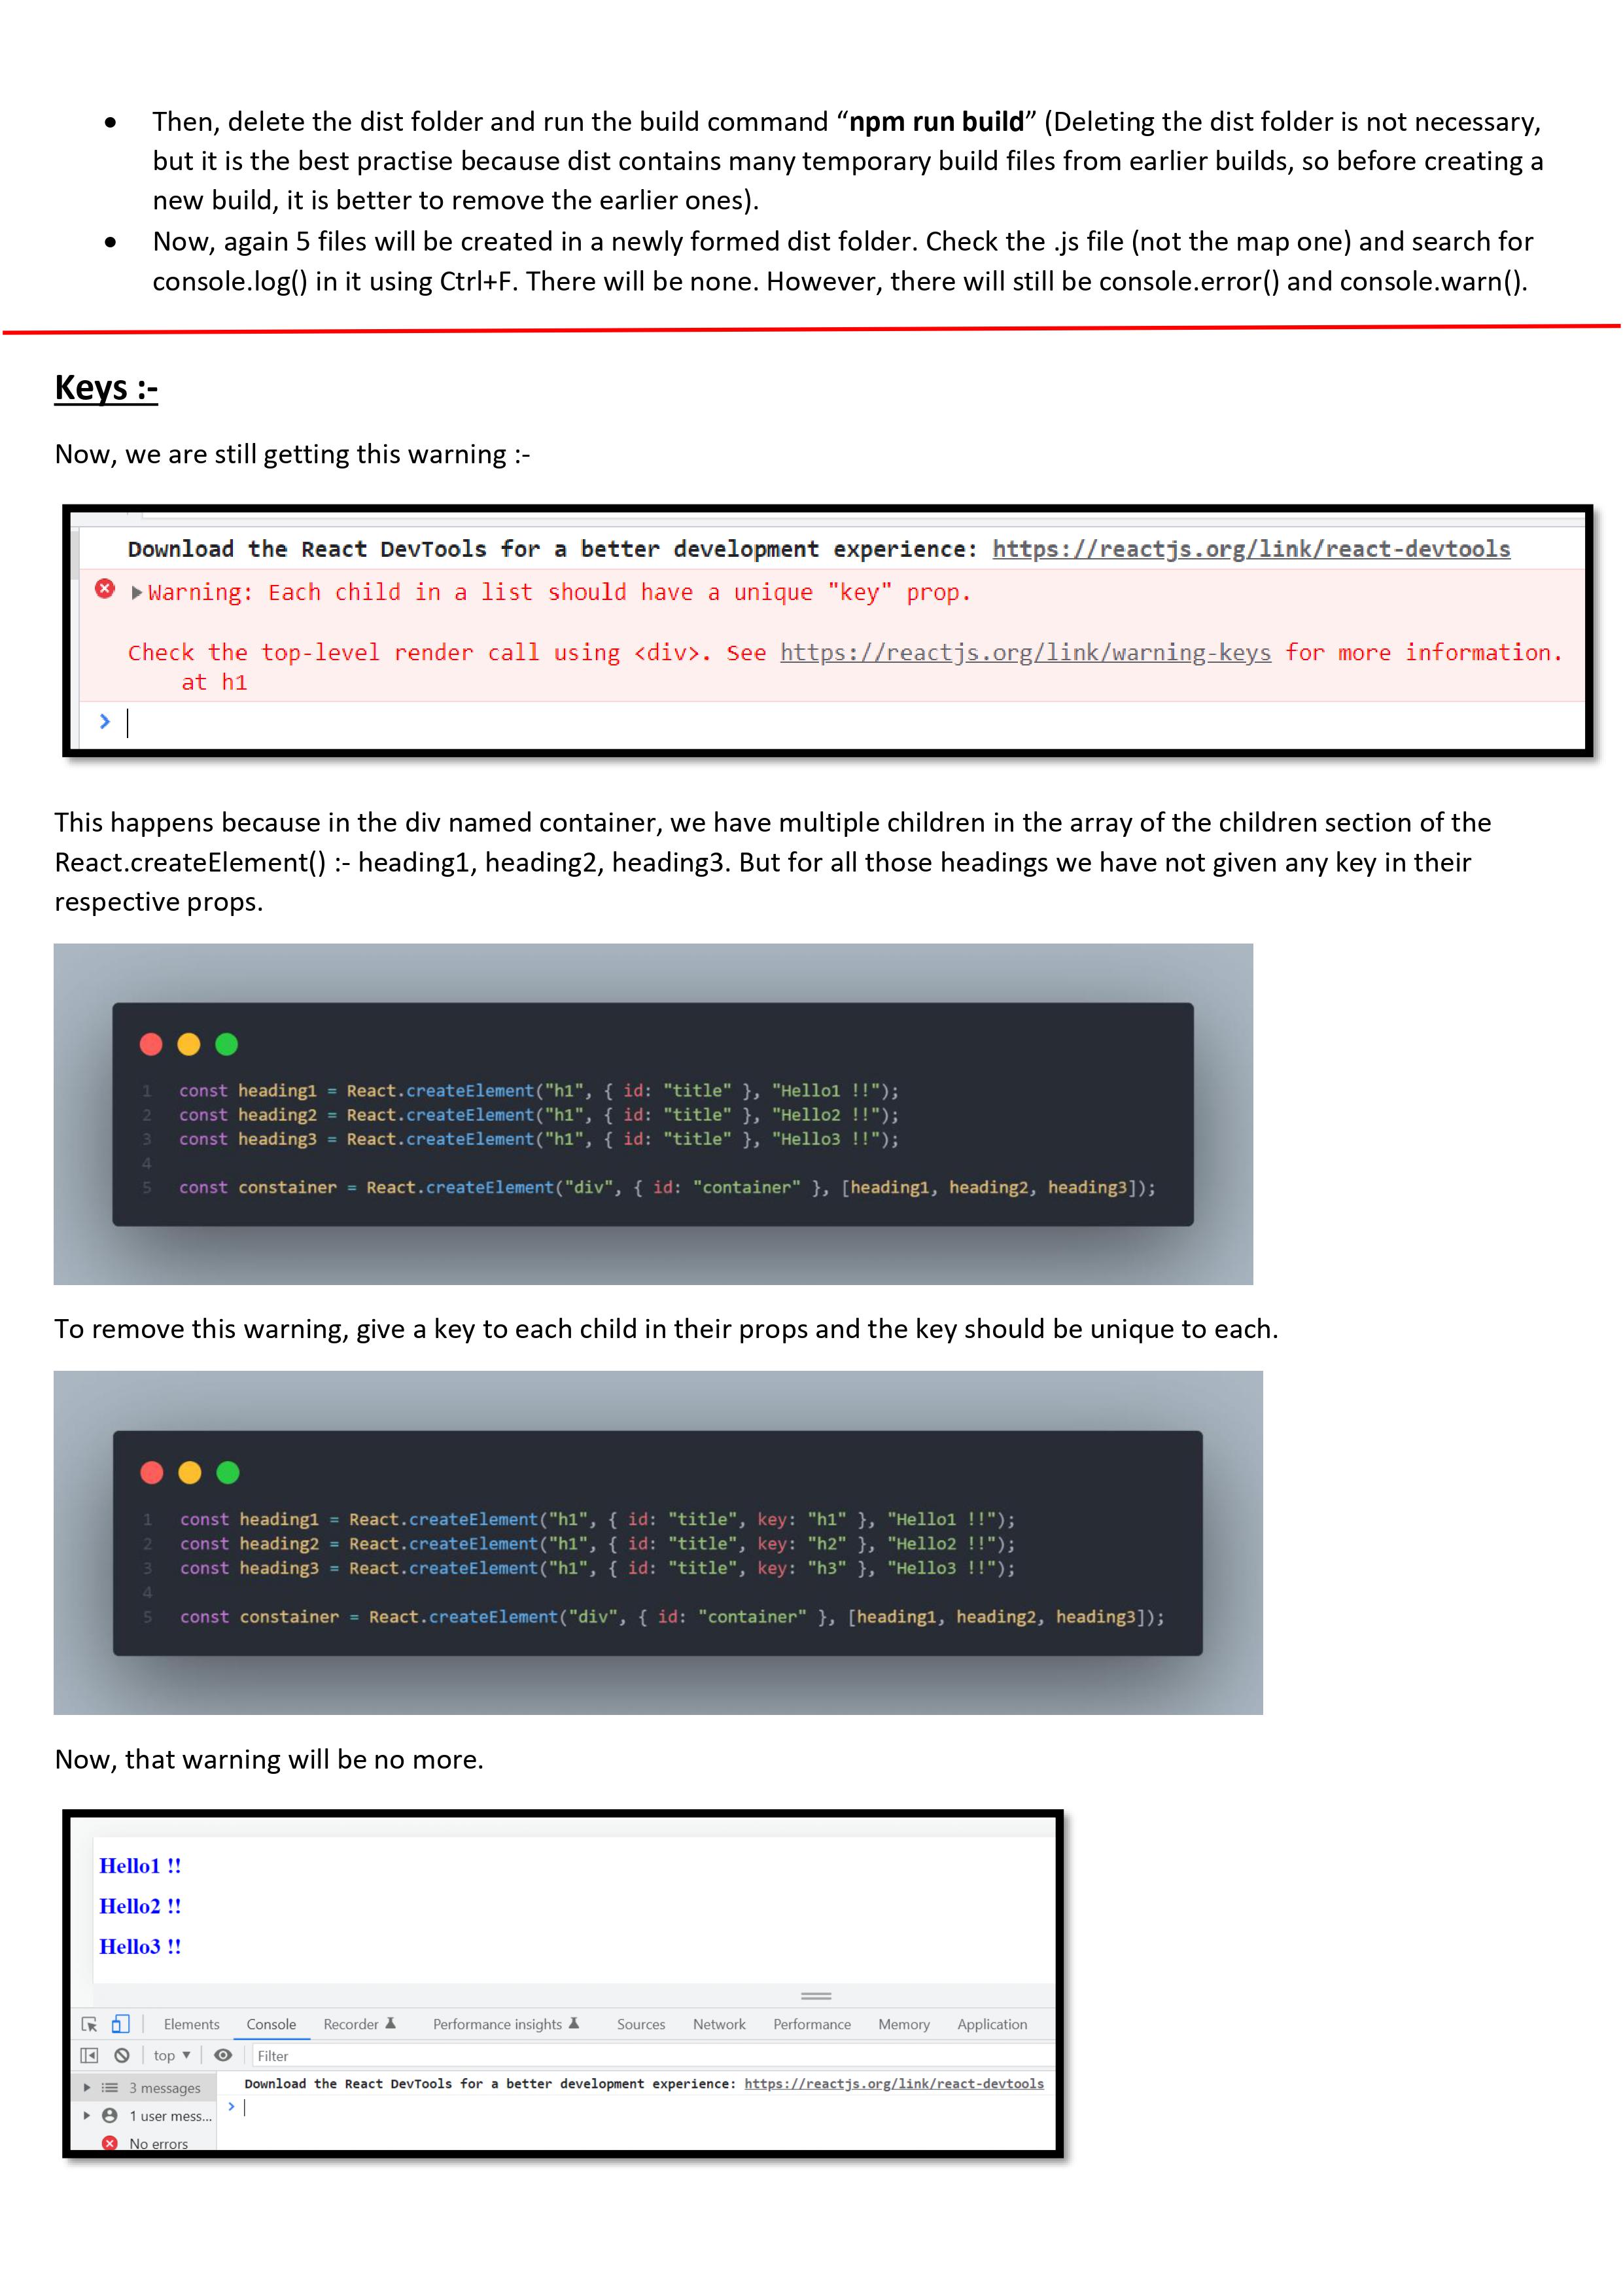 • Then, delete the dist folder and run the build command “npm run build” (Deleting the dist folder is not necessary,
but it is the best practise because dist contains many temporary build files from earlier builds, so before creating a
new build, it is better to remove the earlier ones).
• Now, again 5 files will be created in a newly formed dist folder. Check the .js file (not the map one) and search for
console.log() in it using Ctrl+F. There will be none. However, there will still be console.error() and console.warn().
Keys :-
Now, we are still getting this warning :-
Download the React DevTools for a better development experience: https://reactjs.org/link/react-devtools
Warning: Each child in a list should have a unique "key" prop.
Check the top-level render call using <div>. See https://reactjs.org/link/warning-keys for more information.
at h1
>
This happens because in the div named container, we have multiple children in the array of the children section of the
React.createElement() :- heading1, heading2, heading3. But for all those headings we have not given any key in their
respective props.
1 const heading1 = React.createElement("h1", { id: "title" }, "Hello1 !!");
2 const heading2 = React.createElement("h1", { id: "title" }, "Hello2 !!");
3 const heading3 = React.createElement("h1", { id: "title" }, "Hello3 !!");
4
5 const constainer = React.createElement("div", { id: "container" }, [heading1, heading2, heading3]);
To remove this warning, give a key to each child in their props and the key should be unique to each.
1 const heading1 = React.createElement("h1", { id: "title", key: "h1" }, "Hello1 !!");
2 const heading2 = React.createElement("h1", { id: "title", key: "h2" }, "Hello2 !!");
3 const heading3 = React.createElement("h1", { id: "title", key: "h3" }, "Hello3 !!");
4
5 const constainer = React.createElement("div", { id: "container" }, [heading1, heading2, heading3]);
Now, that warning will be no more.
Hello1 !!
Hello2 !!
Hello3 !!
Elements Console Recorder Performance insights Sources Network Performance Memory Application
top Filter
3 messages
Download the React DevTools for a better development experience: https://reactjs.org/link/react-devtools
1 user mess...
>
No errors